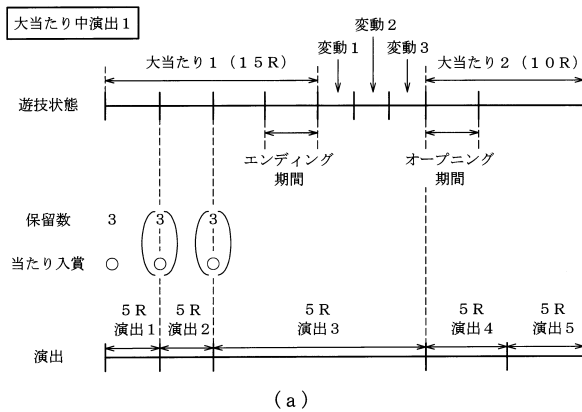 大当たり中演出1
変動2
大当たり1（15R）
変動1
変動3
大当たり2（10R）
遊技状態
エンディング
期間
オープニング
期間
保留数
3
3
3
当たり入賞
○
○
○
5R
演出1
5R
演出2
5R
演出3
5R
演出4
5R
演出5
演出
(a)